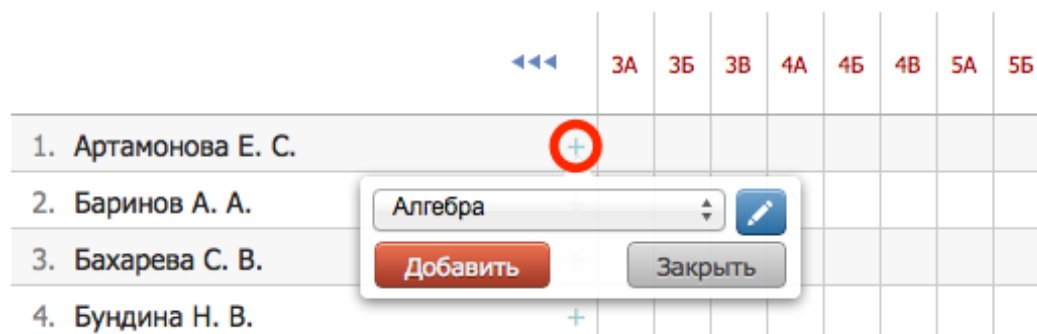 3А 3Б 3В 4А 4Б 4В 5А 5Б
1. Артамонова Е. С. +
2. Баринов А. А.
Алгебра
3. Бахарева С. В.
Добавить Закрыть
4. Бундина Н. В. +